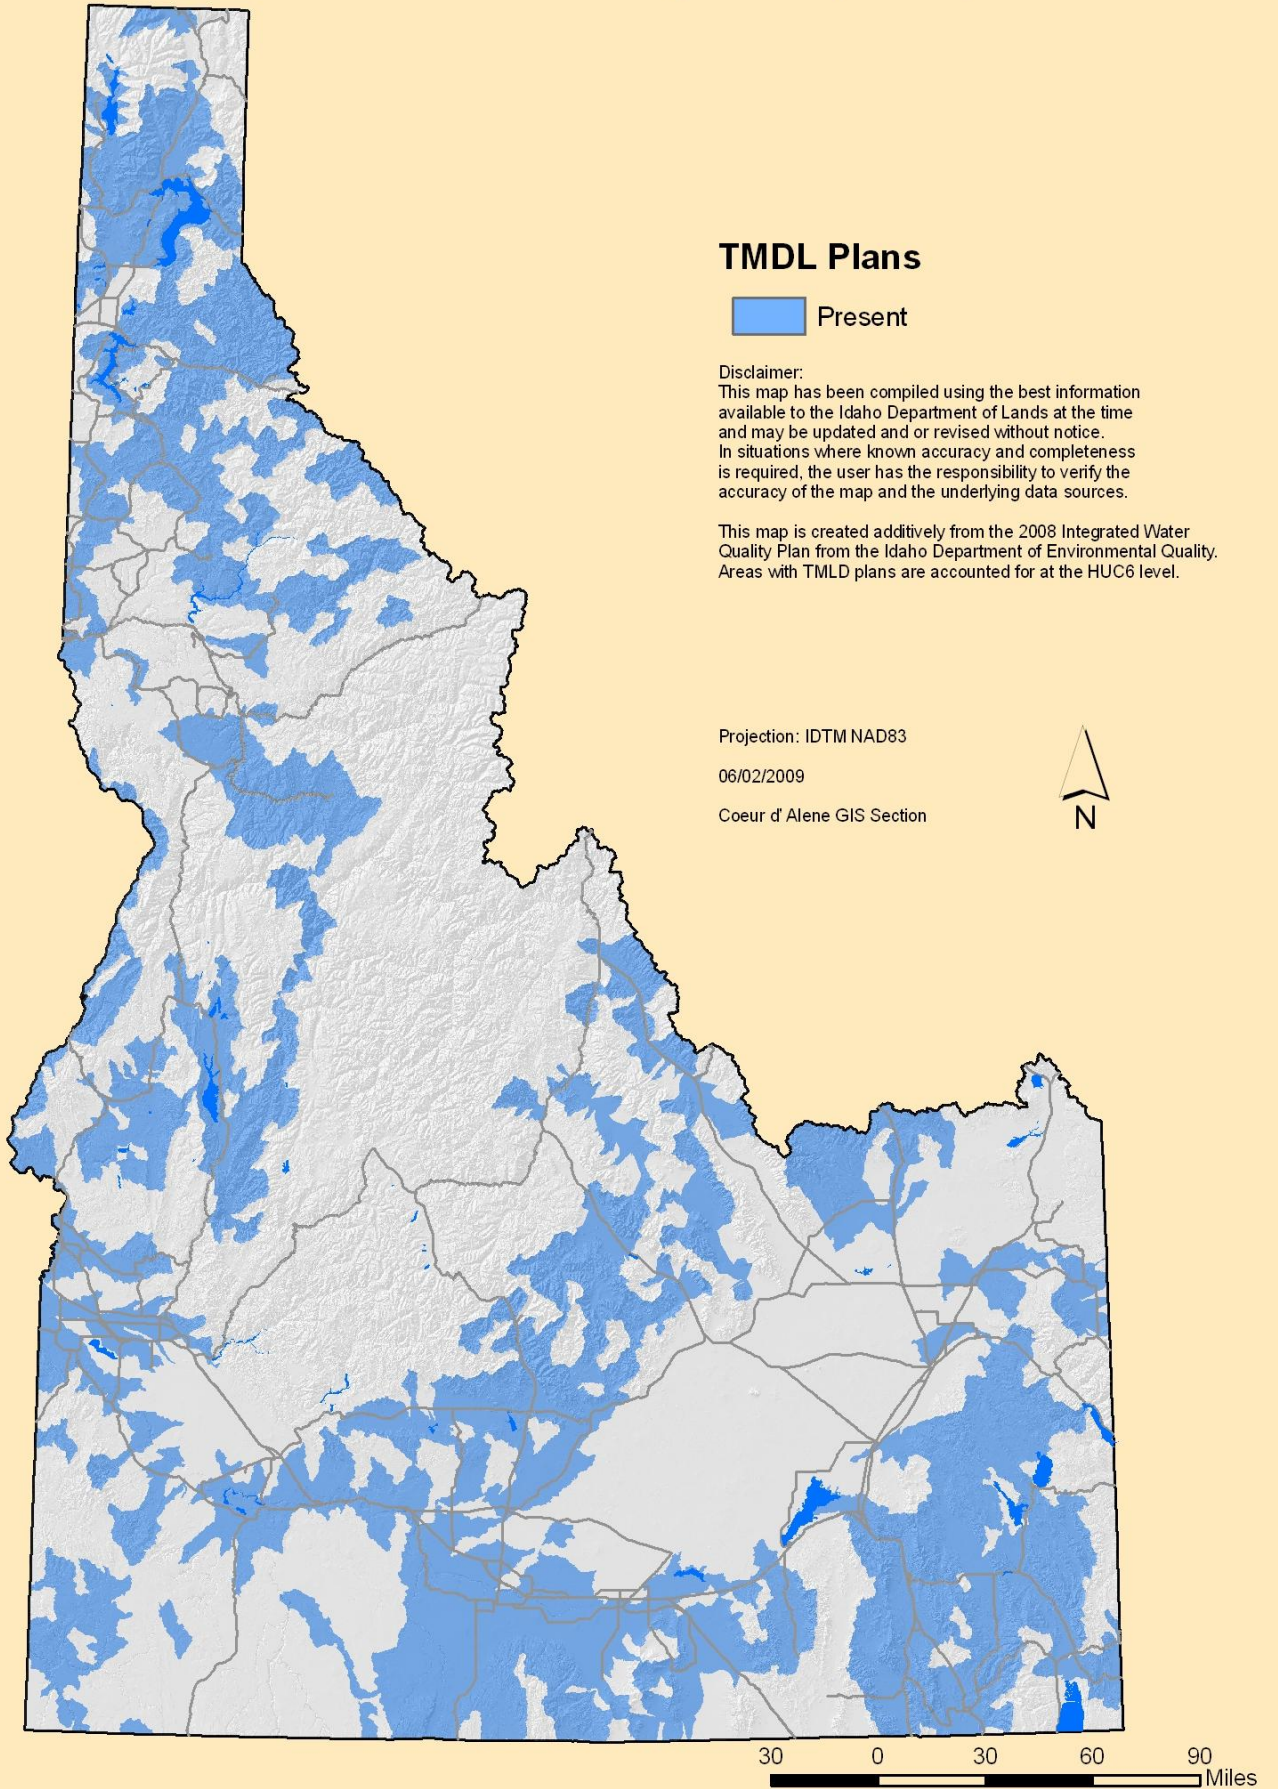 TMDL Plans
Present
Disclaimer:
This map has been compiled using the best information
available to the Idaho Department of Lands at the time
and may be updated and or revised without notice.
In situations where known accuracy and completeness
is required, the user has the responsibility to verify the
accuracy of the map and the underlying data sources.
This map is created additively from the 2008 Integrated Water
Quality Plan from the Idaho Department of Environmental Quality.
Areas with TMLD plans are accounted for at the HUC6 level.
Projection: IDTM NAD83
06/02/2009
Coeur d' Alene GIS Section
N
30 0 30 60 90
Miles